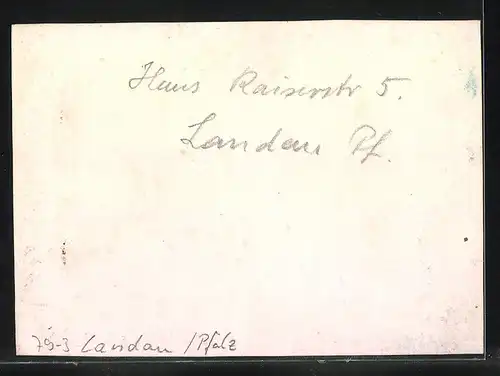 Haus Kaiserstr 5.
Landau Pf.
79-3 Landau /Pfalz